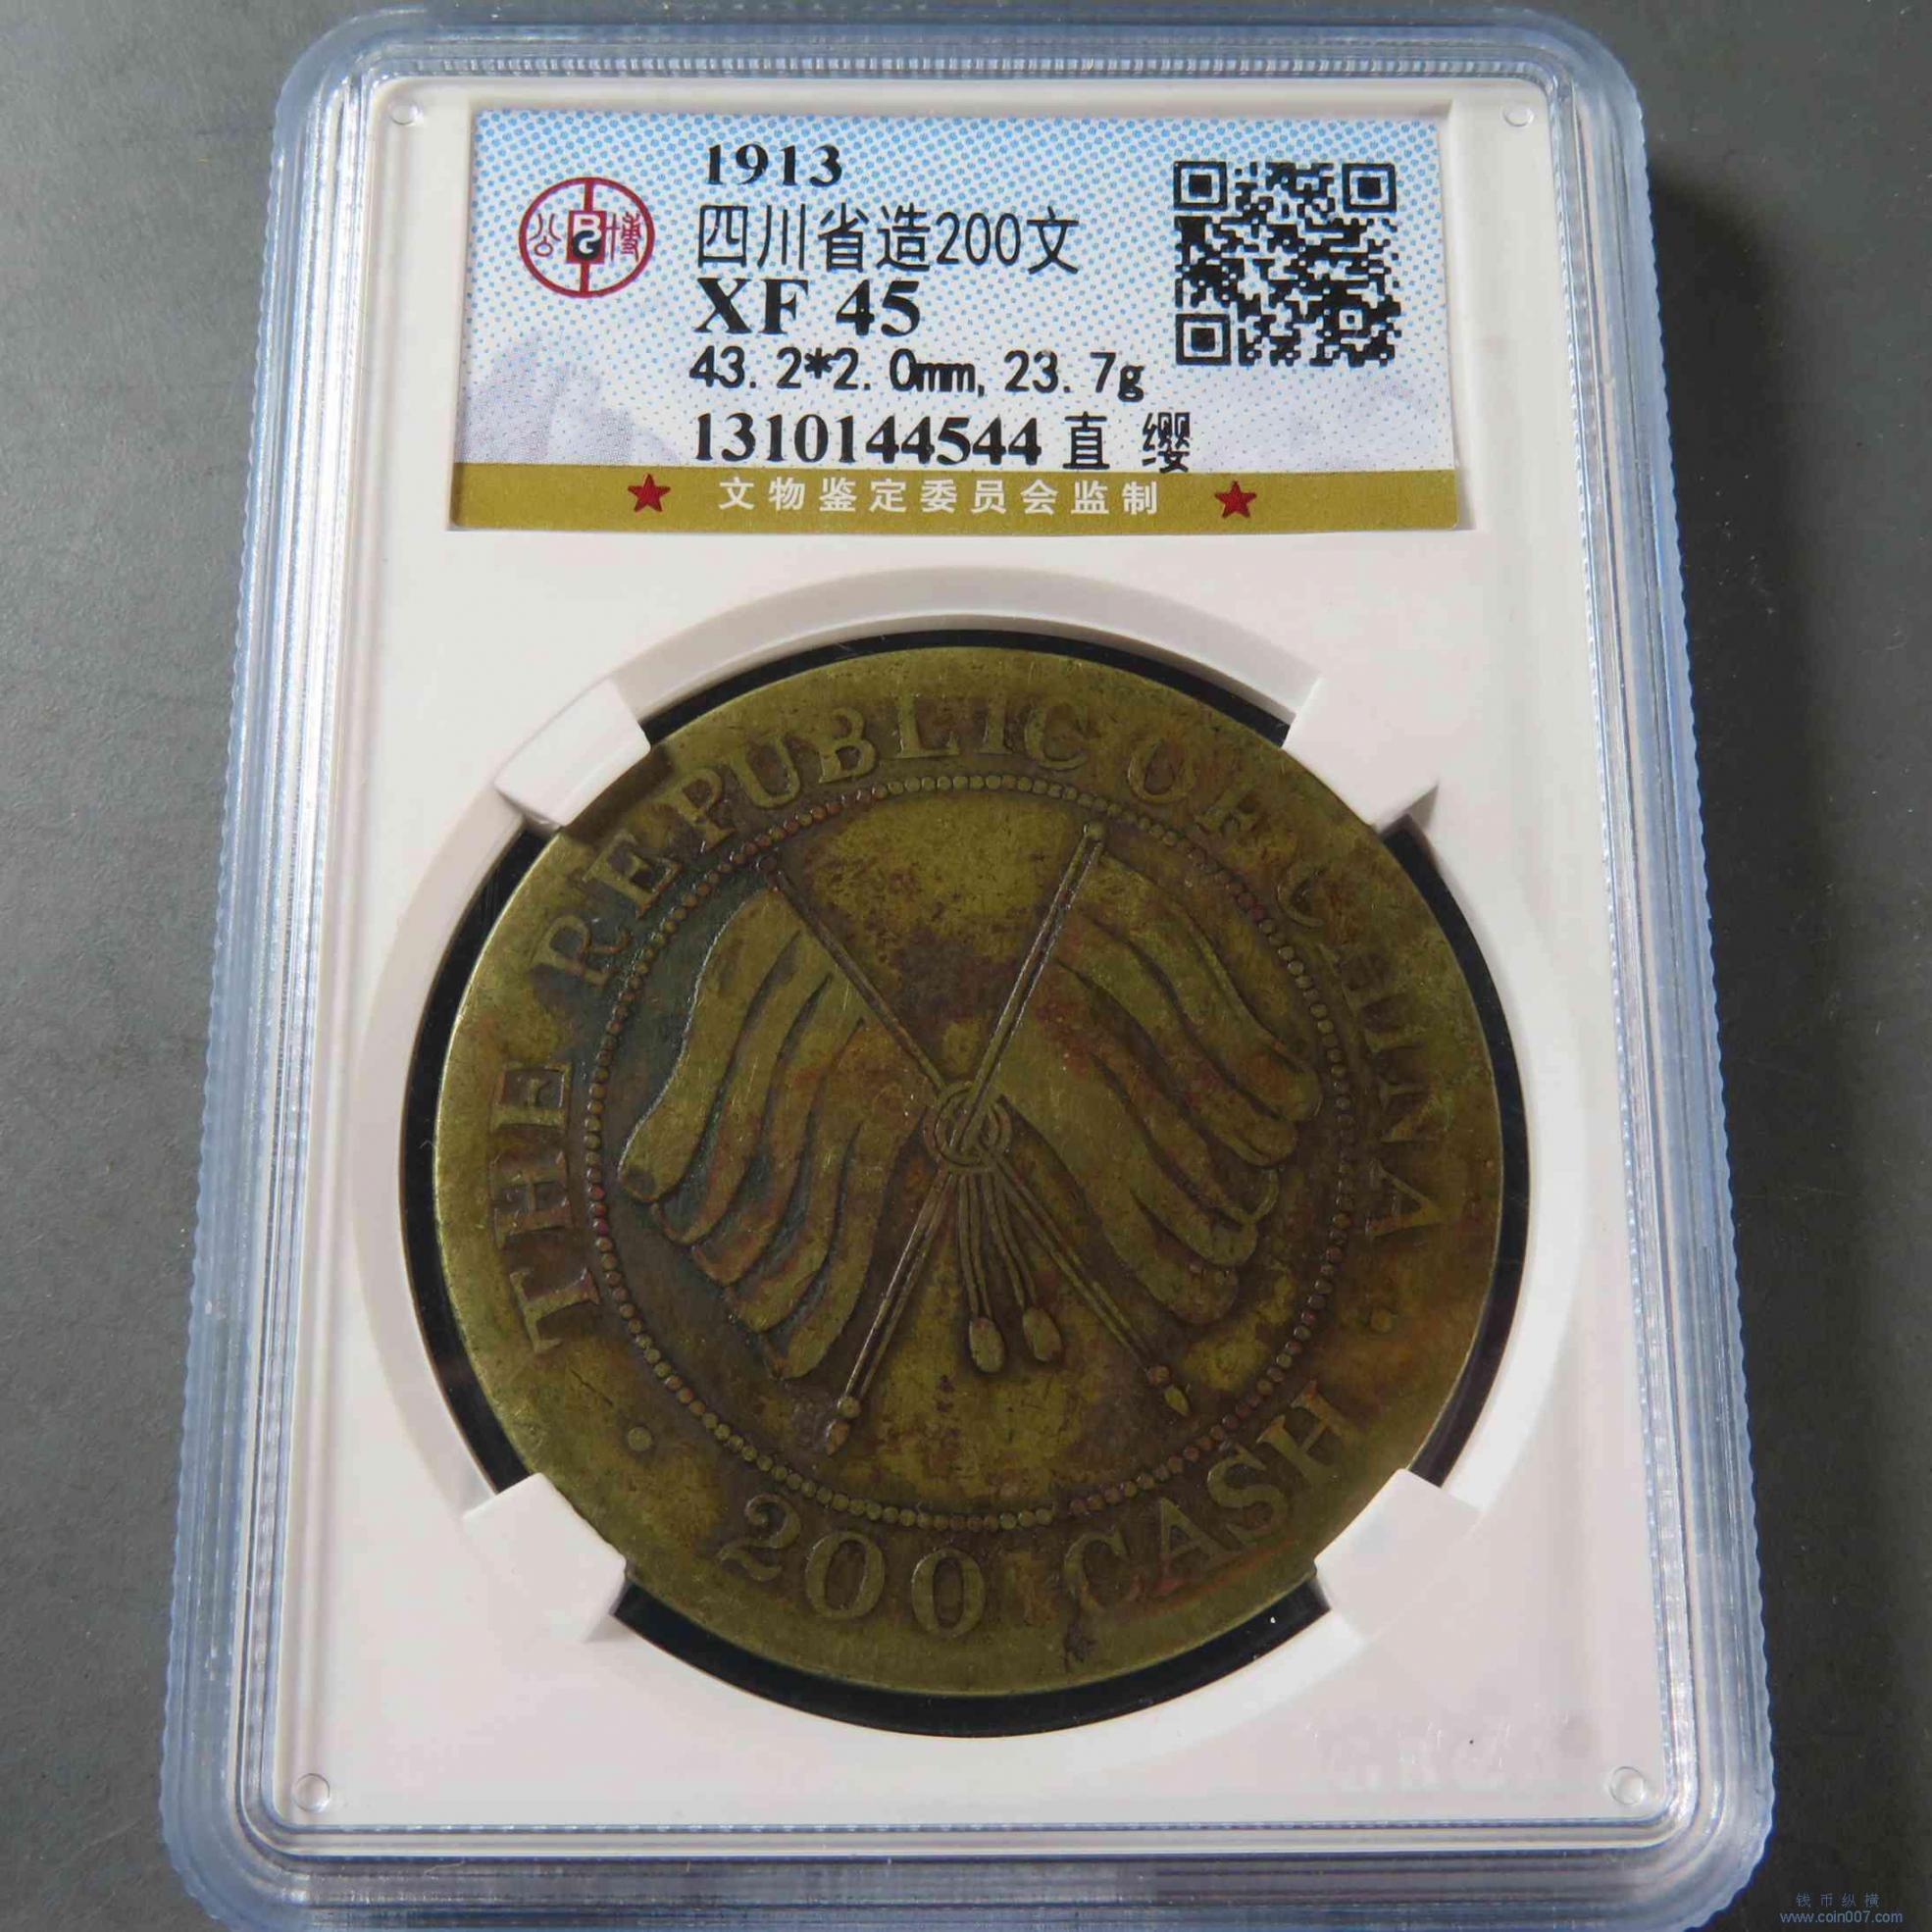 1913
四川省造200文
XF 45
43.2*2.0mm,23.7g
1310144544 直 缨
公 博
文物鉴定委员会监制
THE REPUBLIC OF CHINA
200 CASH
钱币纵横
www.coin007.com